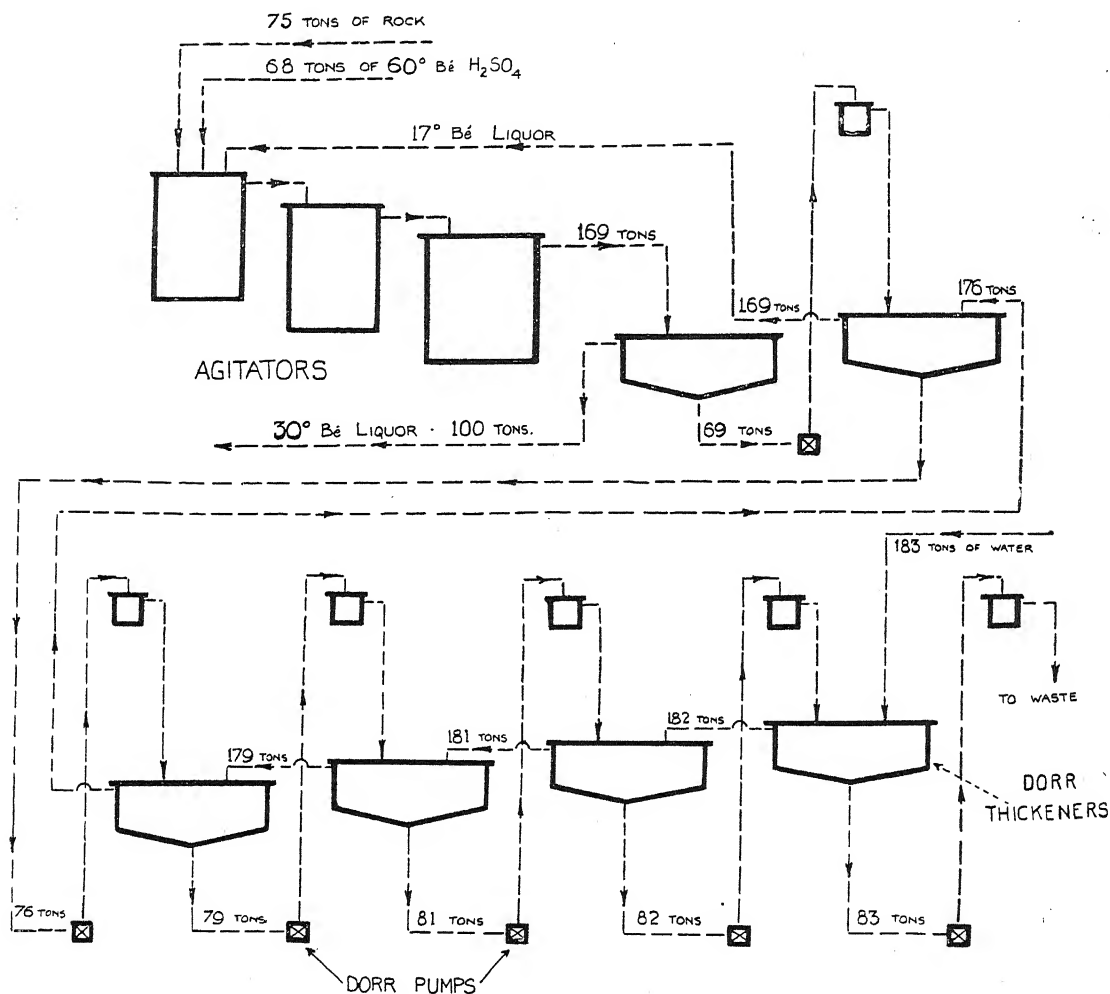 75 TONS OF ROCK
68 TONS OF 60° Bé H₂SO₄
17° Bé LIQUOR
169 TONS
176 TONS
169 TONS
AGITATORS
30° Bé LIQUOR - 100 TONS.
69 TONS
183 TONS OF WATER
TO WASTE
182 TONS
181 TONS
179 TONS
DORR
THICKENERS
76 TONS
79 TONS
81 TONS
82 TONS
83 TONS
DORR PUMPS